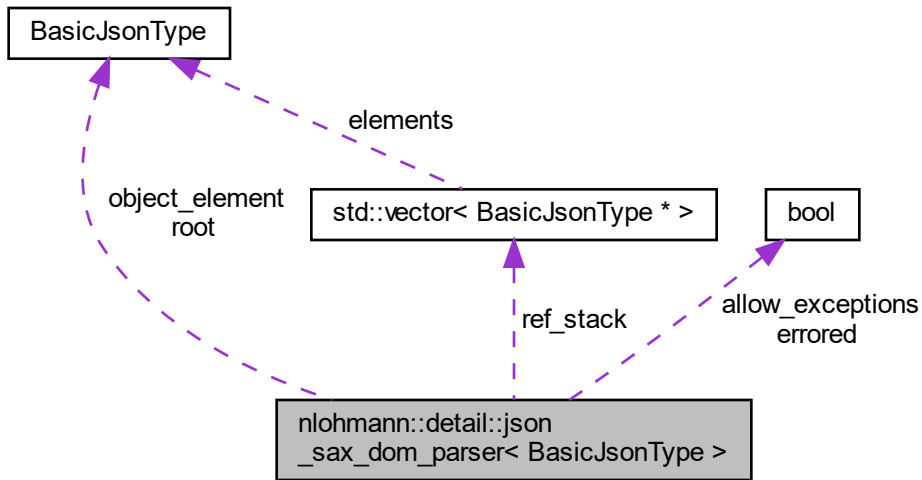 BasicJsonType
elements
object_element
root
std::vector< BasicJsonType * >
bool
ref_stack
allow_exceptions
errored
nlohmann::detail::json
_sax_dom_parser< BasicJsonType >